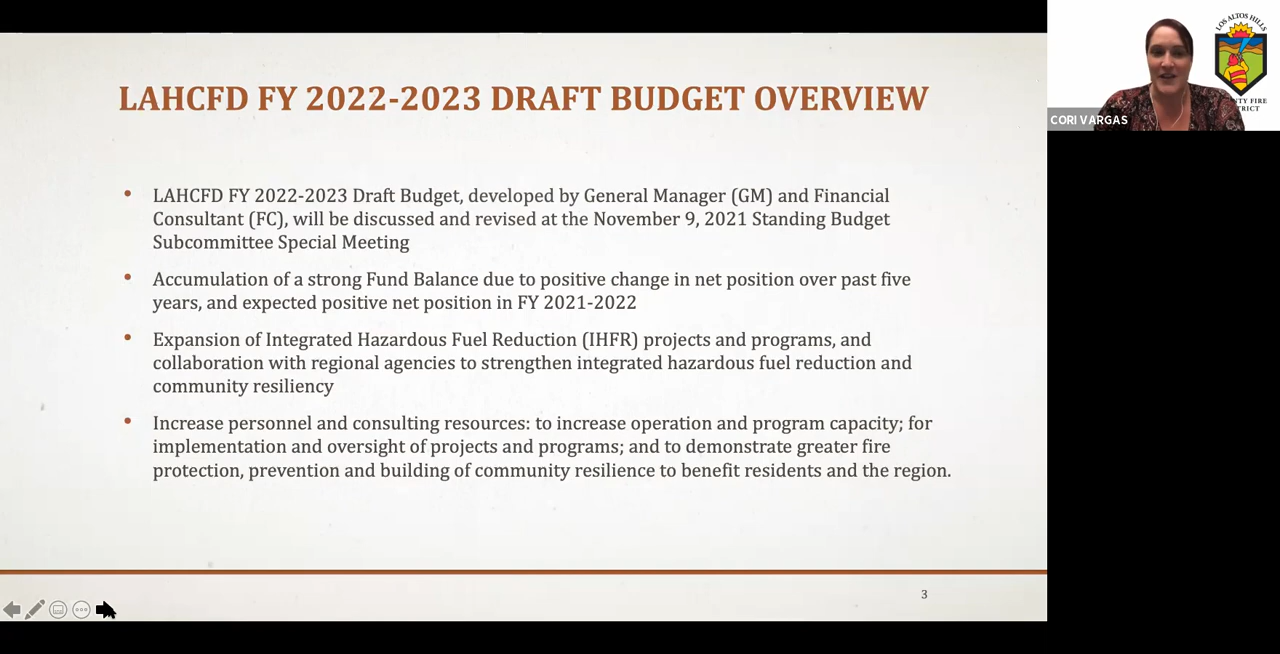 LAHCFD FY 2022-2023 DRAFT BUDGET OVERVIEW
• LAHCFD FY 2022-2023 Draft Budget, developed by General Manager (GM) and Financial
Consultant (FC), will be discussed and revised at the November 9, 2021 Standing Budget
Subcommittee Special Meeting
• Accumulation of a strong Fund Balance due to positive change in net position over past five
years, and expected positive net position in FY 2021-2022
• Expansion of Integrated Hazardous Fuel Reduction (IHFR) projects and programs, and
collaboration with regional agencies to strengthen integrated hazardous fuel reduction and
community resiliency
• Increase personnel and consulting resources: to increase operation and program capacity; for
implementation and oversight of projects and programs; and to demonstrate greater fire
protection, prevention and building of community resilience to benefit residents and the region.
3
LOS ALTOS HILLS
NTY FIRE
TRICT
CORI VARGAS